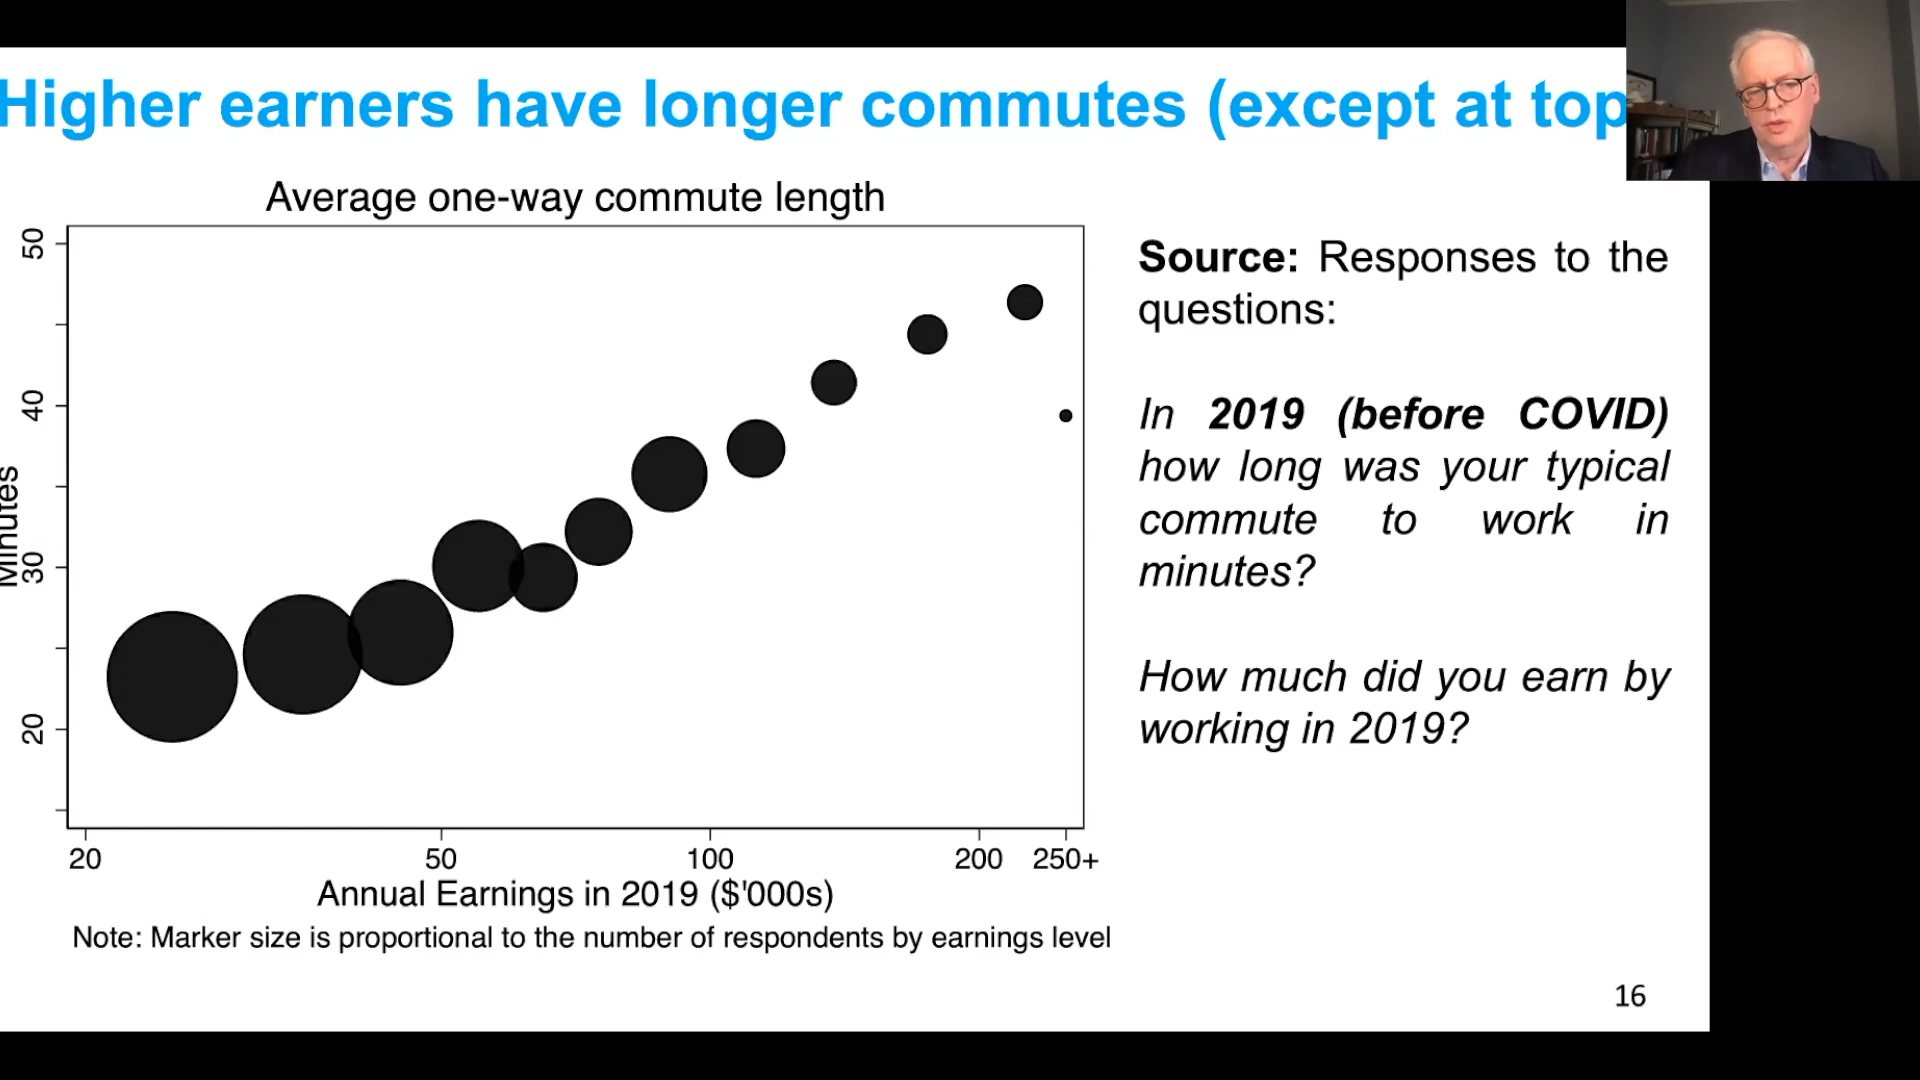 Higher earners have longer commutes (except at top
Average one-way commute length
Source: Responses to the
questions:
In 2019 (before COVID)
how long was your typical
commute to work in
minutes?
How much did you earn by
working in 2019?
Minutes
50
40
30
20
20 50 100 200 250+
Annual Earnings in 2019 ($'000s)
Note: Marker size is proportional to the number of respondents by earnings level
16